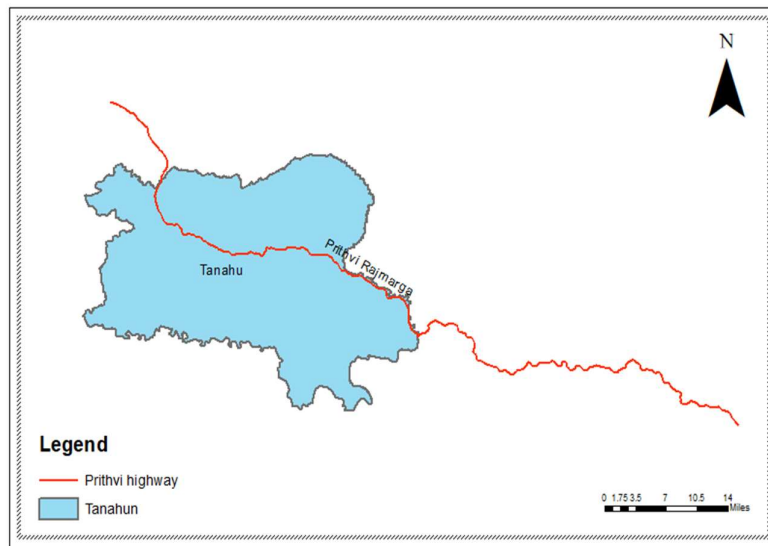 N
Prithvi Rajmarga
Tanahu
Legend
Prithvi highway
Tanahun
0 1.75 3.5 7 10.5 14
Miles